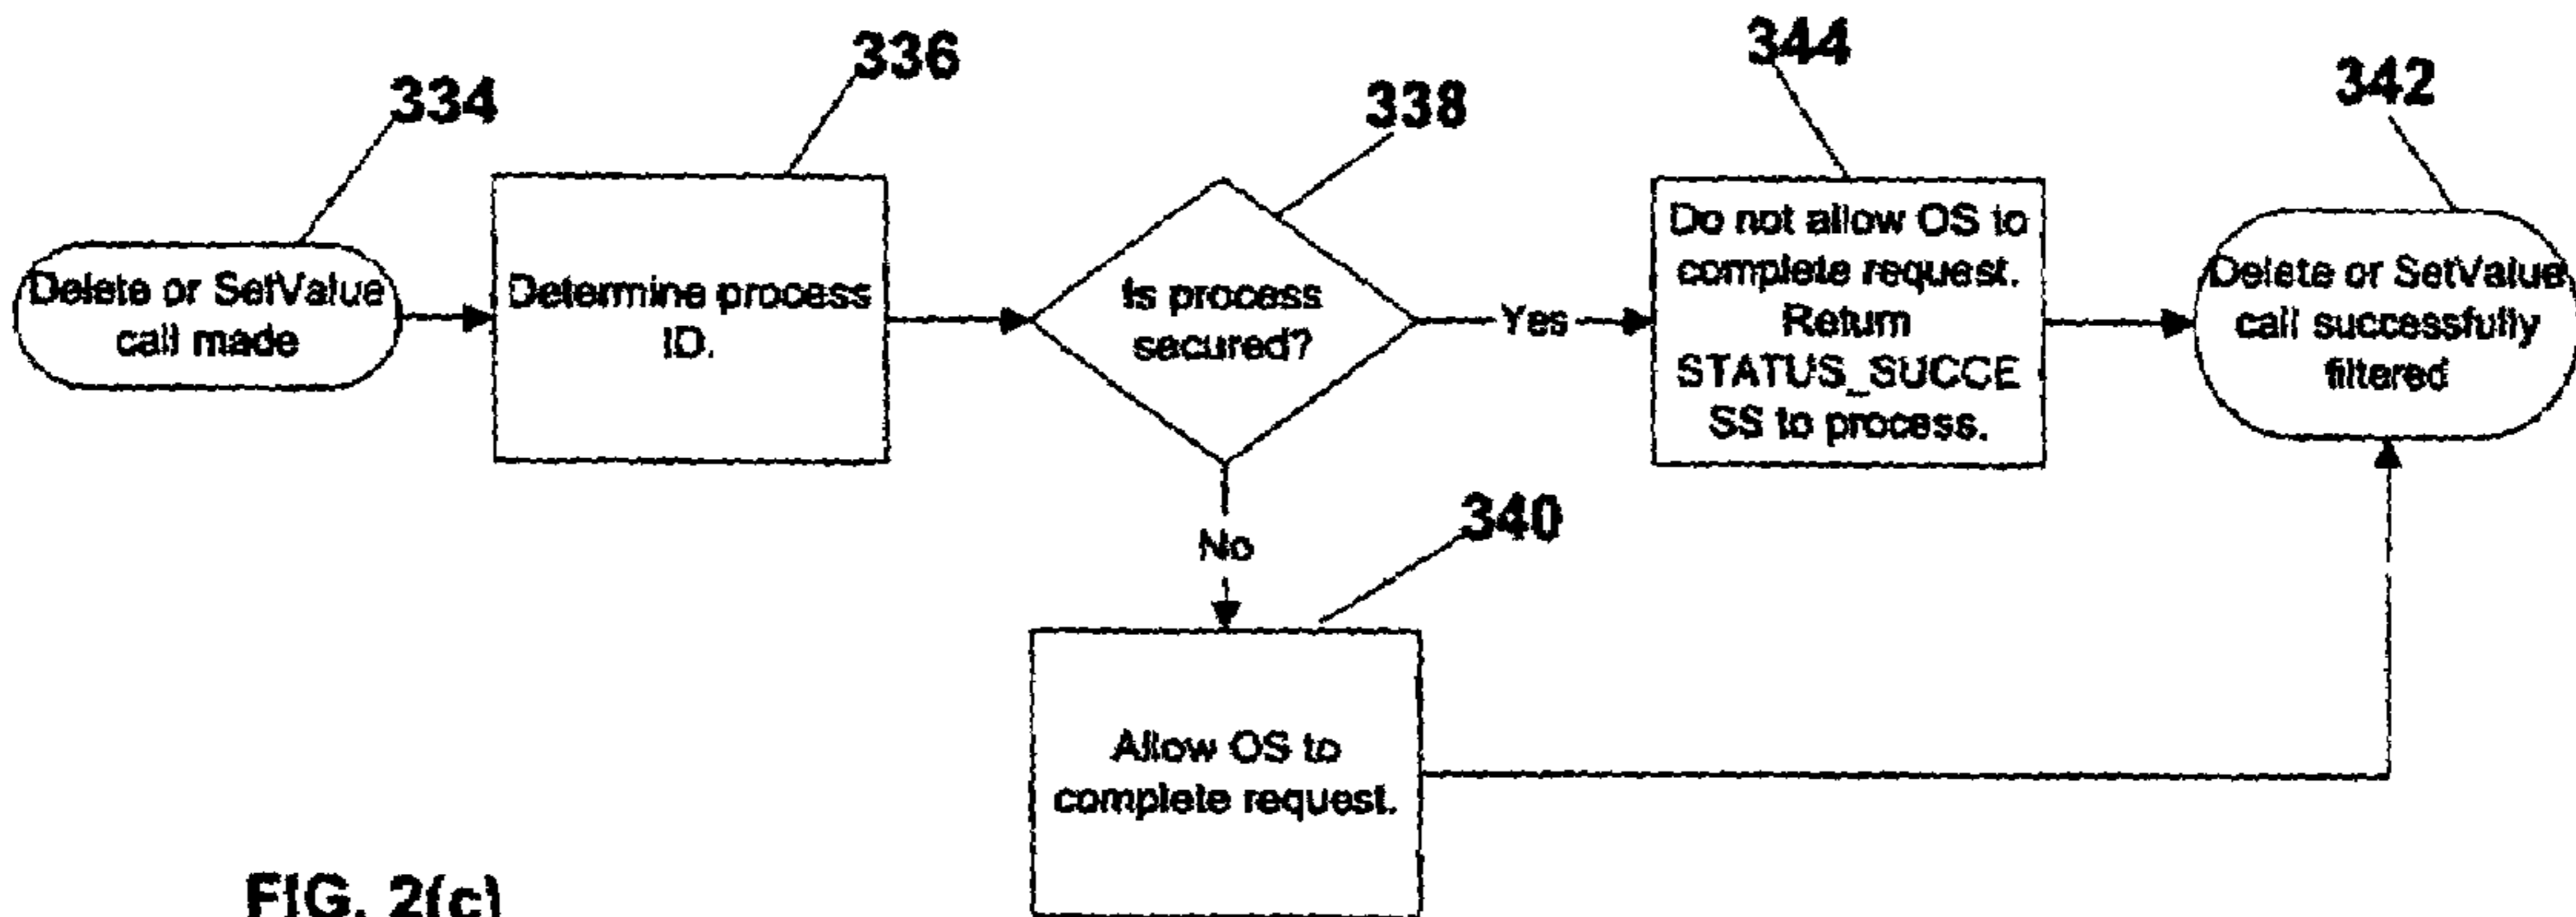 334
336
338
344
342
Delete or SetValue
call made
Determine process
ID.
Is process
secured?
Yes
Do not allow OS to
complete request.
Return
STATUS_SUCCE
SS to process.
Delete or SetValue
call successfully
filtered
No
340
Allow OS to
complete request.
FIG. 2(c)